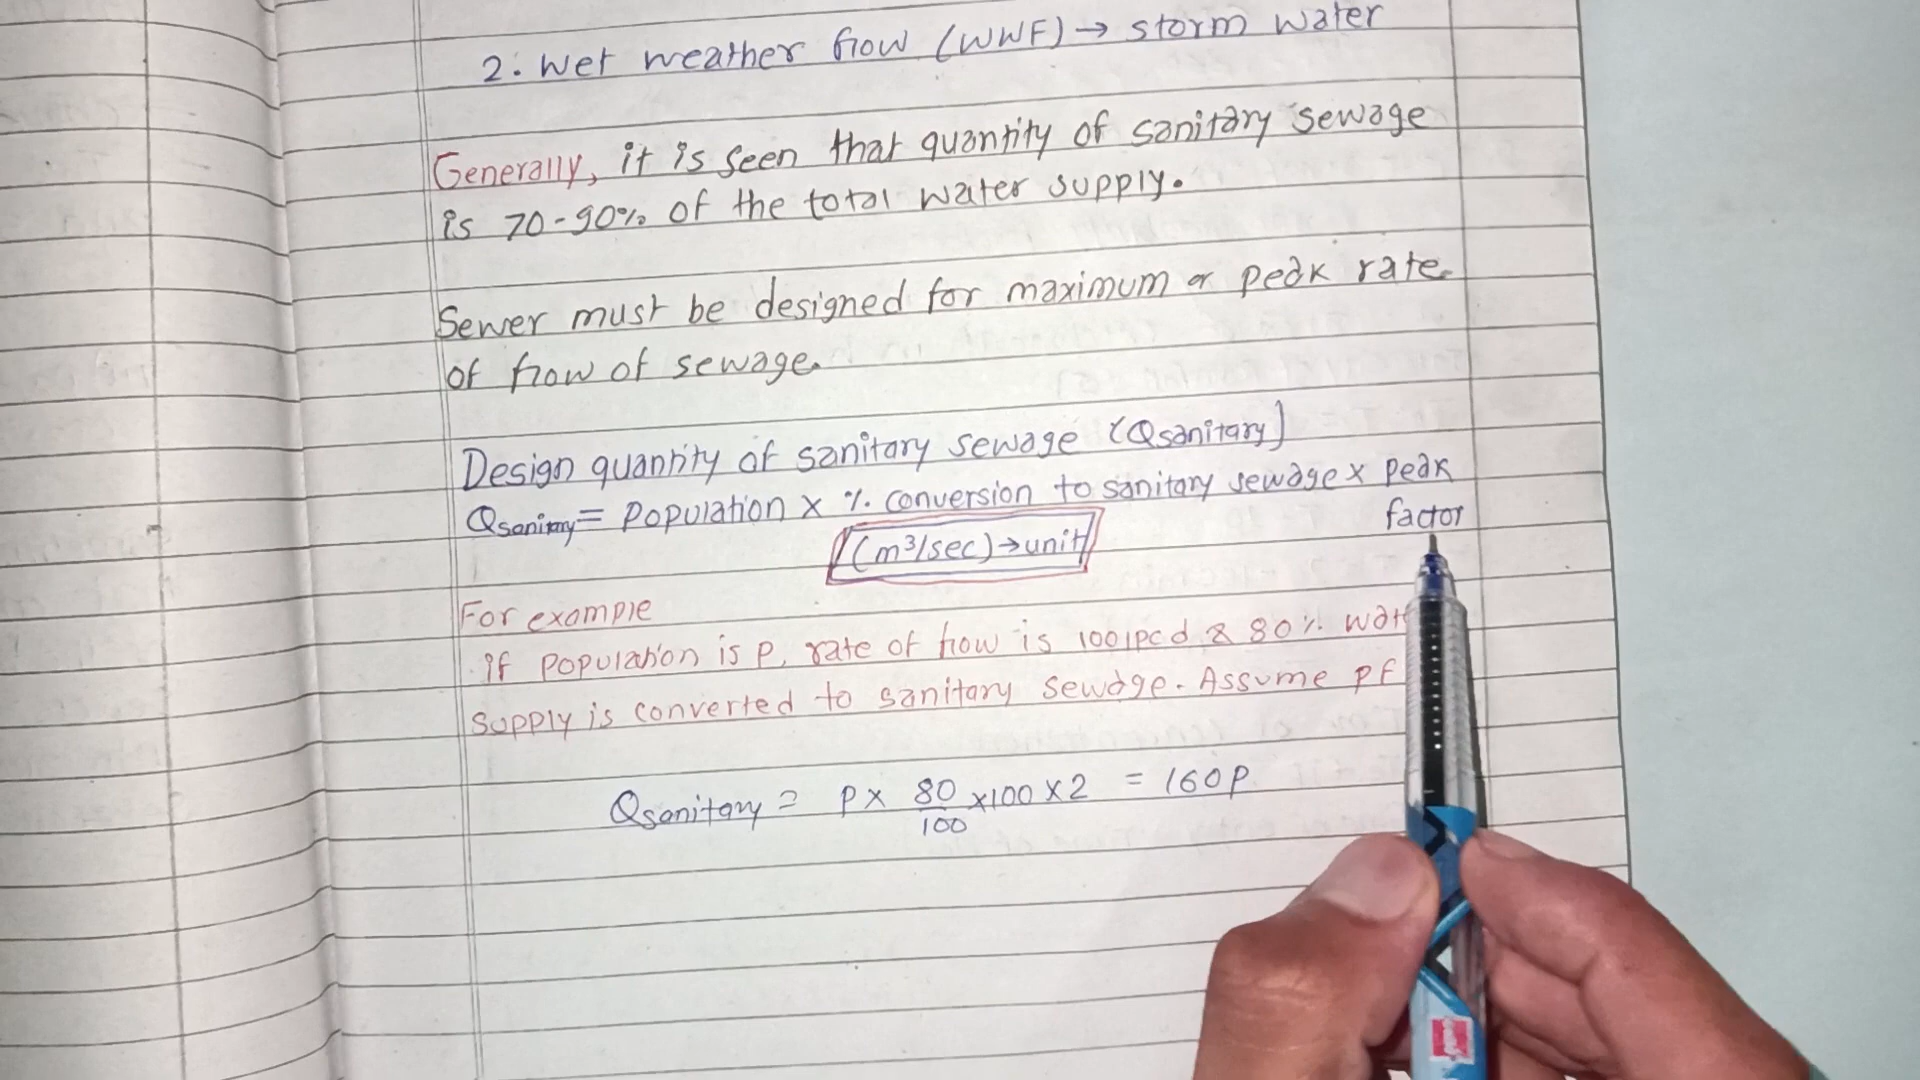 2. Wet weather flow (WWF) → storm water
Generally, it is seen that quantity of sanitary sewage
is 70-90% of the total water supply.
Sewer must be designed for maximum or peak rate
of flow of sewage.
Design quantity of sanitary sewage (Qsanitary)
Qsanitary = Population x % conversion to sanitary sewage x peak
factor
(m³/sec) → unit
For example
if population is P, rate of flow is 100lpcd & 80%
supply is converted to sanitary sewage. Assume PF
Qsanitary = P x 80/100 x 100 x 2 = 160P